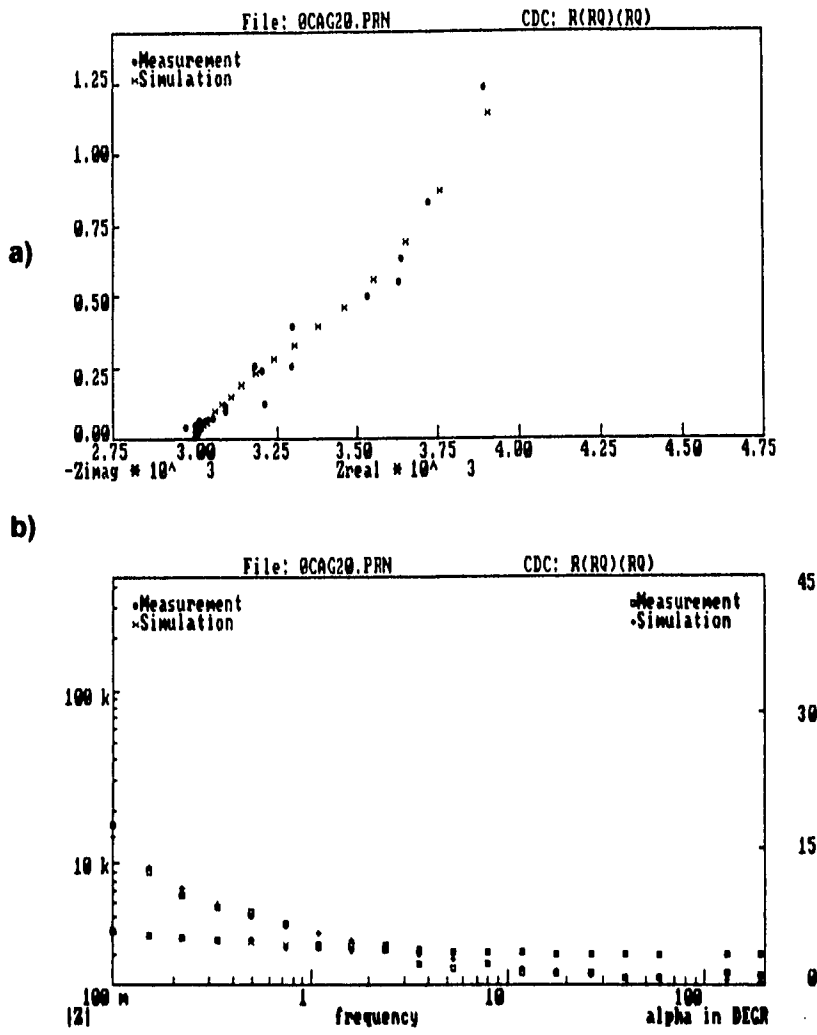 File: 0CAG20.PRN CDC: R(RQ)(RQ)
Measurement
Simulation
1.25
1.00
a)
0.75
0.50
0.25
0.00
2.75 3.00 3.25 3.50 3.75 4.00 4.25 4.50 4.75
-Zimag * 10^ 3 Zreal * 10^ 3
b)
File: 0CAG20.PRN CDC: R(RQ)(RQ)
45
Measurement Measurement
Simulation Simulation
100 k
30
15
10 k
0
100 m 1 10 100
|Z| frequency alpha in DEGR